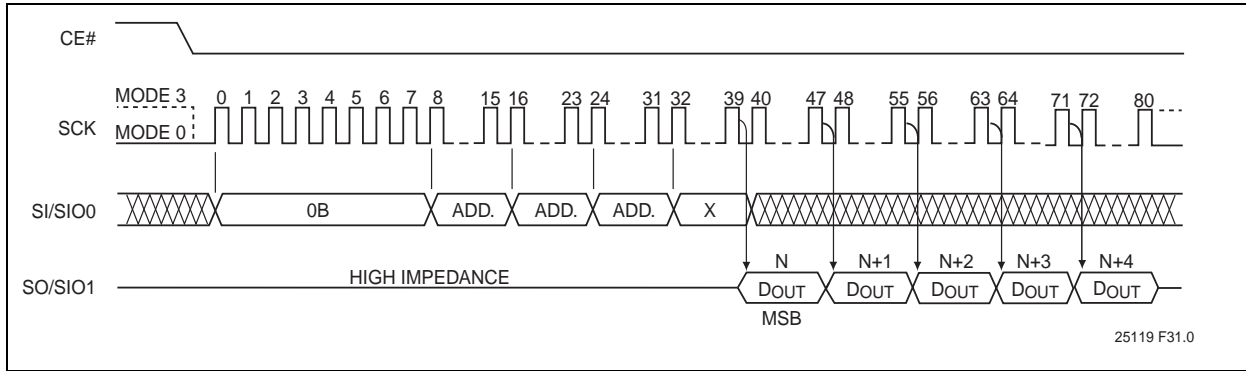 CE#
MODE 3 0 1 2 3 4 5 6 7 8 15 16 23 24 31 32 39 40 47 48 55 56 63 64 71 72 80
SCK
MODE 0
SI/SIO0 0B ADD. ADD. ADD. X
N N+1 N+2 N+3 N+4
SO/SIO1 HIGH IMPEDANCE DOUT DOUT DOUT DOUT DOUT
MSB
25119 F31.0